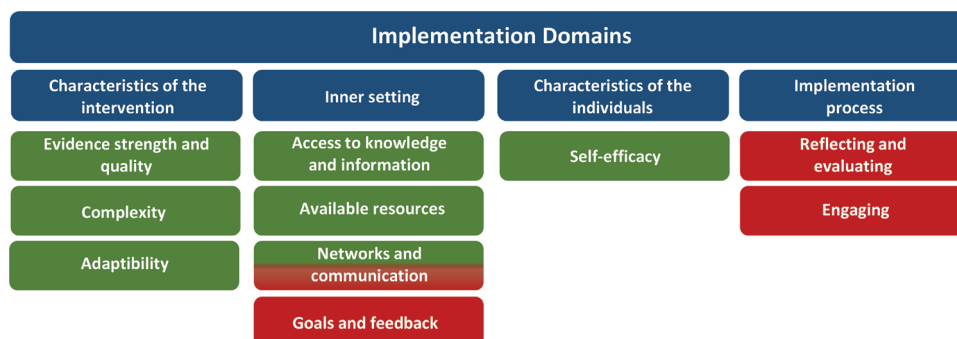 Implementation Domains
Characteristics of the
intervention
Evidence strength and
quality
Complexity
Adaptibility
Inner setting
Access to knowledge
and information
Available resources
Networks and
communication
Goals and feedback
Characteristics of the
individuals
Self-efficacy
Implementation
process
Reflecting and
evaluating
Engaging